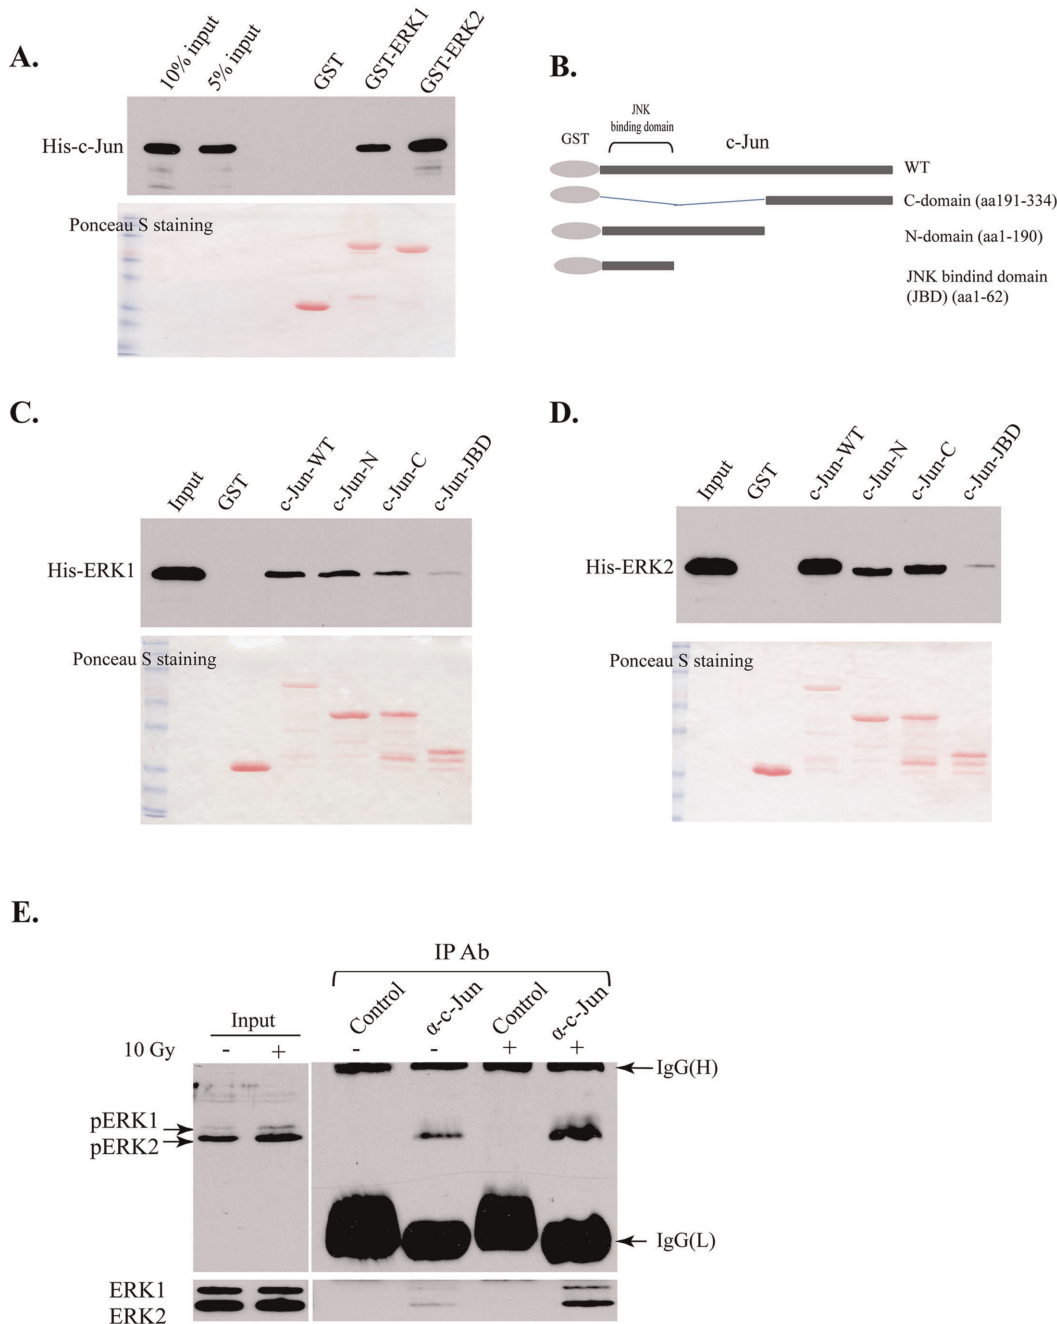 A.
10% input
5% input
GST
GST-ERK1
GST-ERK2
His-c-Jun
Ponceau S staining
B.
JNK
binding domain
GST
c-Jun
WT
C-domain (aa191-334)
N-domain (aa1-190)
JNK bindind domain
(JBD) (aa1-62)
C.
Input
GST
c-Jun-WT
c-Jun-N
c-Jun-C
c-Jun-JBD
His-ERK1
Ponceau S staining
D.
Input
GST
c-Jun-WT
c-Jun-N
c-Jun-C
c-Jun-JBD
His-ERK2
Ponceau S staining
E.
IP Ab
Input
Control
α-c-Jun
Control
α-c-Jun
10 Gy
- + - - + +
IgG(H)
pERK1
pERK2
IgG(L)
ERK1
ERK2